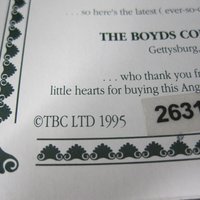 . . . so here's the latest ( ever-so-
THE BOYDS CO
Gettysburg,
. . . who thank you f
little hearts for buying this Ang
2631
©TBC LTD 1995